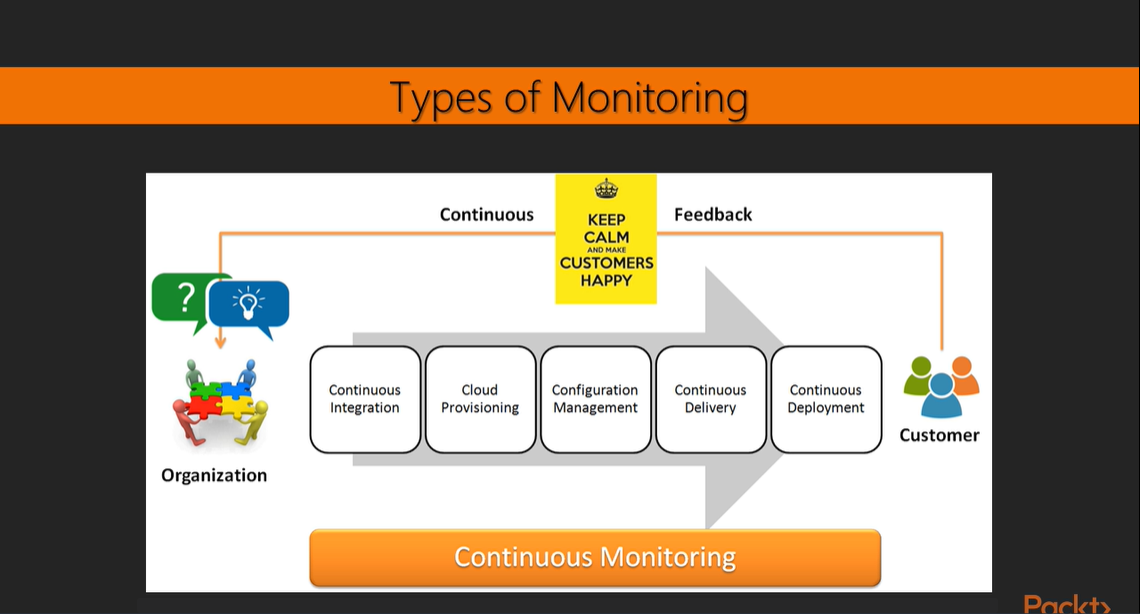 Types of Monitoring
Continuous
Feedback
KEEP
CALM
AND MAKE
CUSTOMERS
HAPPY
?
Continuous
Integration
Cloud
Provisioning
Configuration
Management
Continuous
Delivery
Continuous
Deployment
Customer
Organization
Continuous Monitoring
Packt>